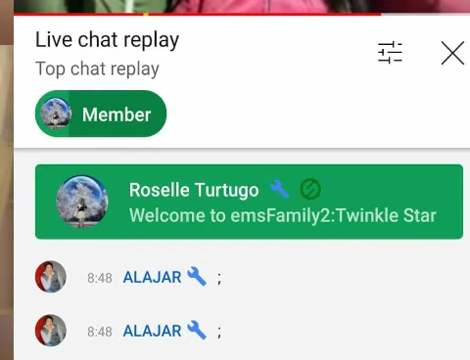 Live chat replay
Top chat replay
Member
Roselle Turtugo
Welcome to emsFamily2:Twinkle Star
8:48 ALAJAR ;
8:48 ALAJAR ;